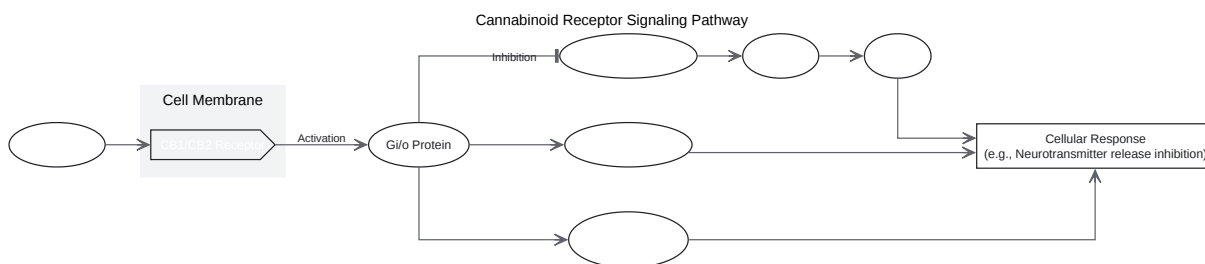 Cannabinoid Receptor Signaling Pathway
Inhibition
Cell Membrane
CB1/CB2 Receptor
Activation
Gi/o Protein
Cellular Response
(e.g., Neurotransmitter release inhibition)